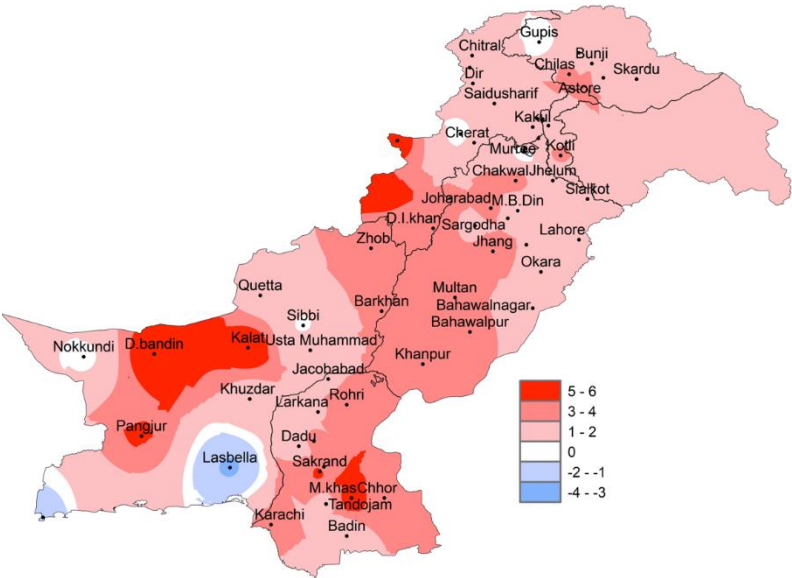 Gupis
Chitral
Bunji
Chilas
Skardu
Dir
Astore
Saidusharif
Kakul
Cherat
Murree
Kotli
Chakwal
Jhelum
Sialkot
Joharabad
M.B.Din
D.I.khan
Sargodha
Lahore
Zhob
Jhang
Okara
Quetta
Multan
Barkhan
Bahawalnagar
Sibbi
Bahawalpur
Nokkundi
D.bandin
Kalat
Usta Muhammad
Khanpur
Jacobabad
Khuzdar
Larkana
Rohri
Pangjur
Dadu
Lasbella
Sakrand
M.khas
Chhor
Tandojam
Karachi
Badin
5 - 6
3 - 4
1 - 2
0
-2 - -1
-4 - -3